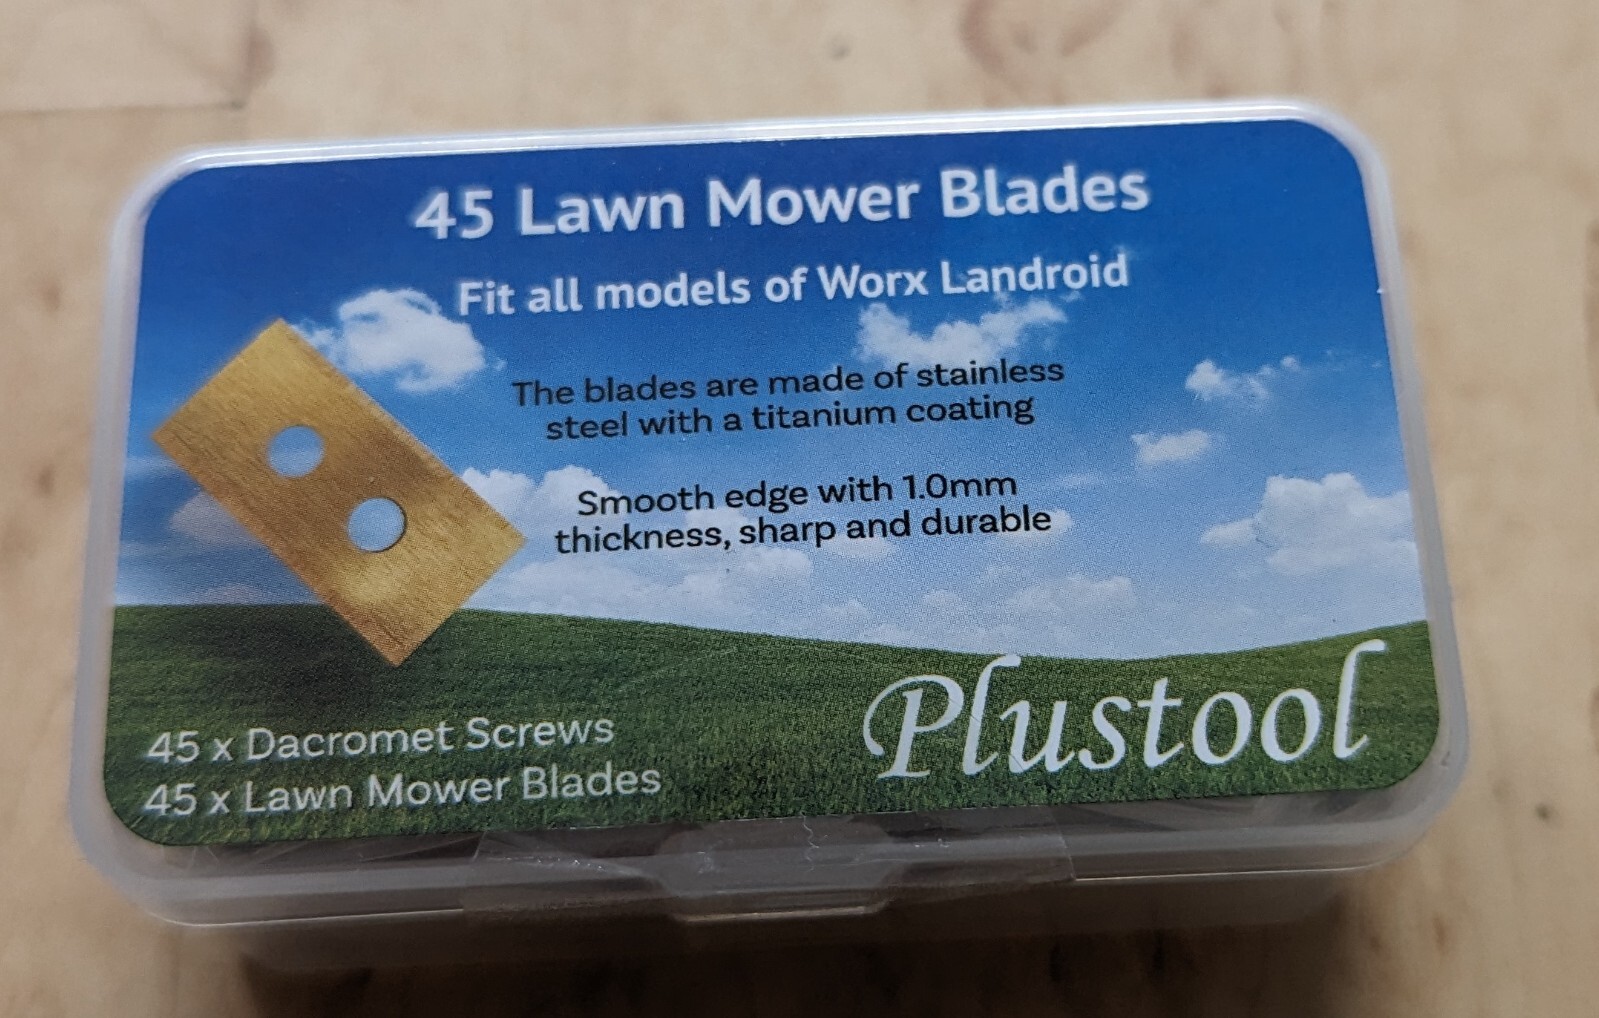 45 Lawn Mower Blades
Fit all models of Worx Landroid
The blades are made of stainless
steel with a titanium coating
Smooth edge with 1.0mm
thickness, sharp and durable
45 x Dacromet Screws
45 x Lawn Mower Blades
Plustool